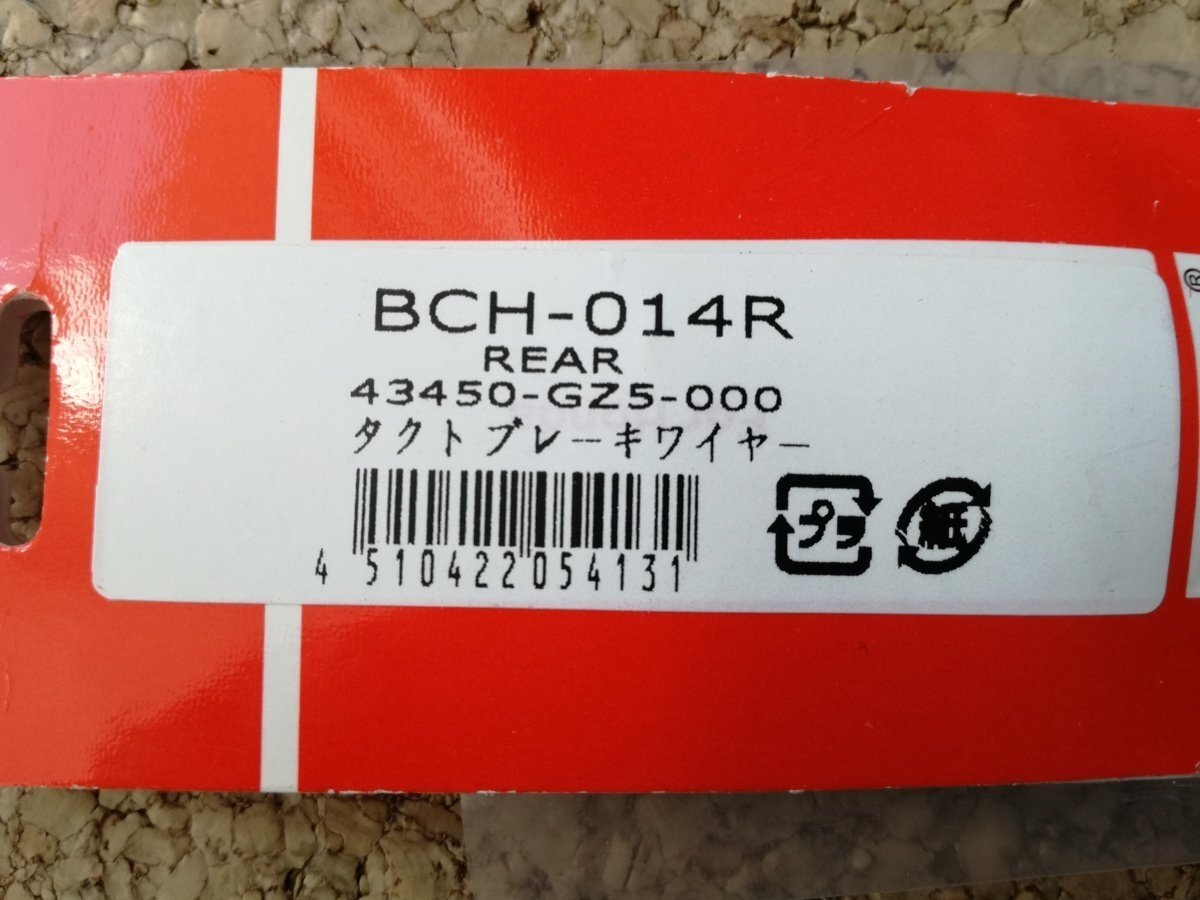 BCH-014R
REAR
43450-GZ5-000
タクト ブレーキワイヤー
4 510422 054131
プラ
紙
®